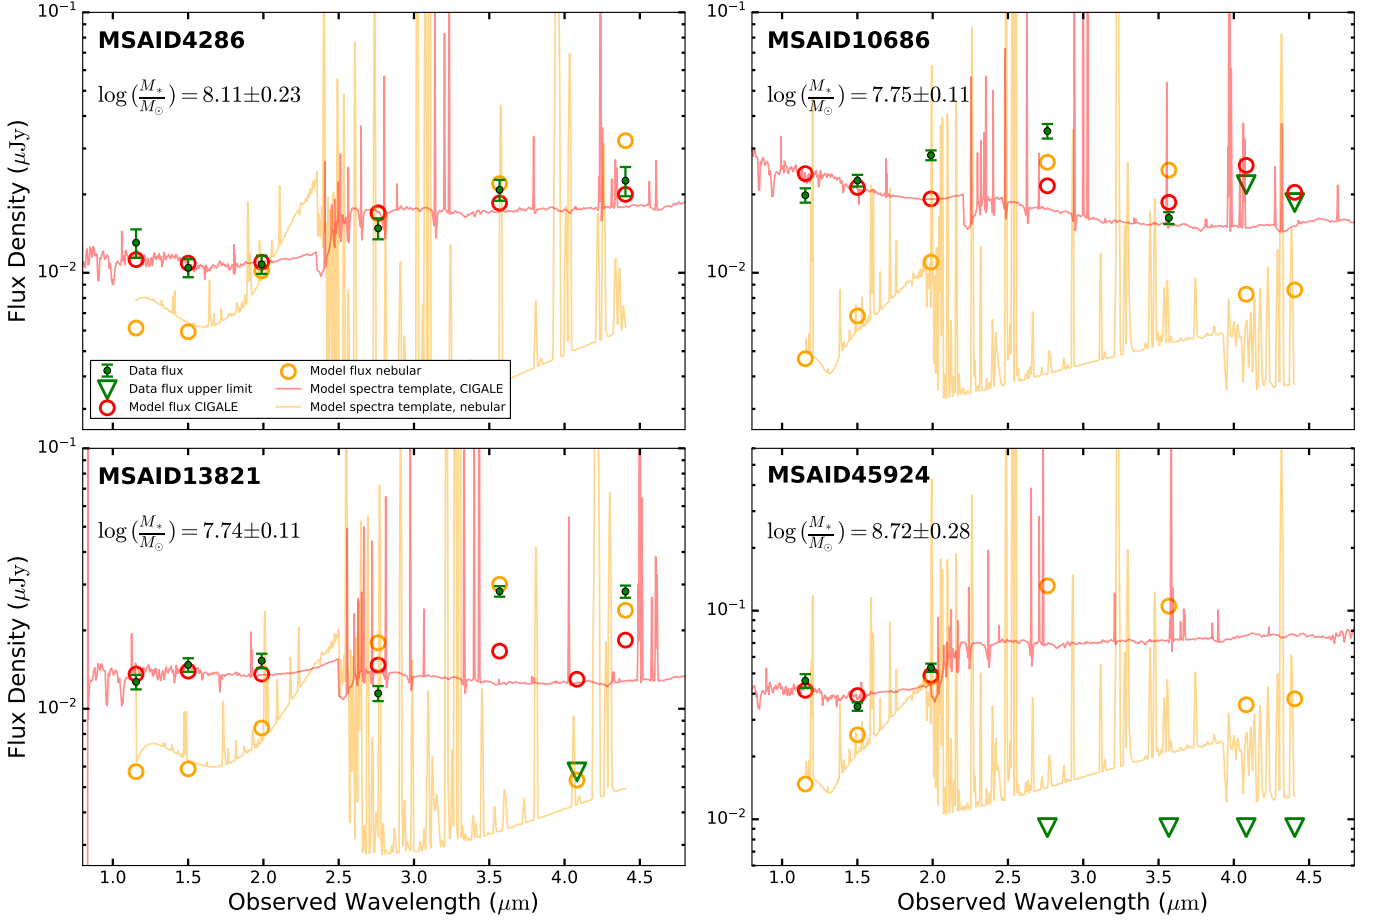 MSAID4286
log (M*/M☉) = 8.11±0.23
Flux Density (μJy)
10⁻¹
10⁻²
Data flux
Data flux upper limit
Model flux CIGALE
Model flux nebular
Model spectra template, CIGALE
Model spectra template, nebular
MSAID10686
log (M*/M☉) = 7.75±0.11
10⁻¹
10⁻²
MSAID13821
log (M*/M☉) = 7.74±0.11
Flux Density (μJy)
10⁻¹
10⁻²
1.0 1.5 2.0 2.5 3.0 3.5 4.0 4.5
Observed Wavelength (μm)
MSAID45924
log (M*/M☉) = 8.72±0.28
10⁻¹
10⁻²
1.0 1.5 2.0 2.5 3.0 3.5 4.0 4.5
Observed Wavelength (μm)